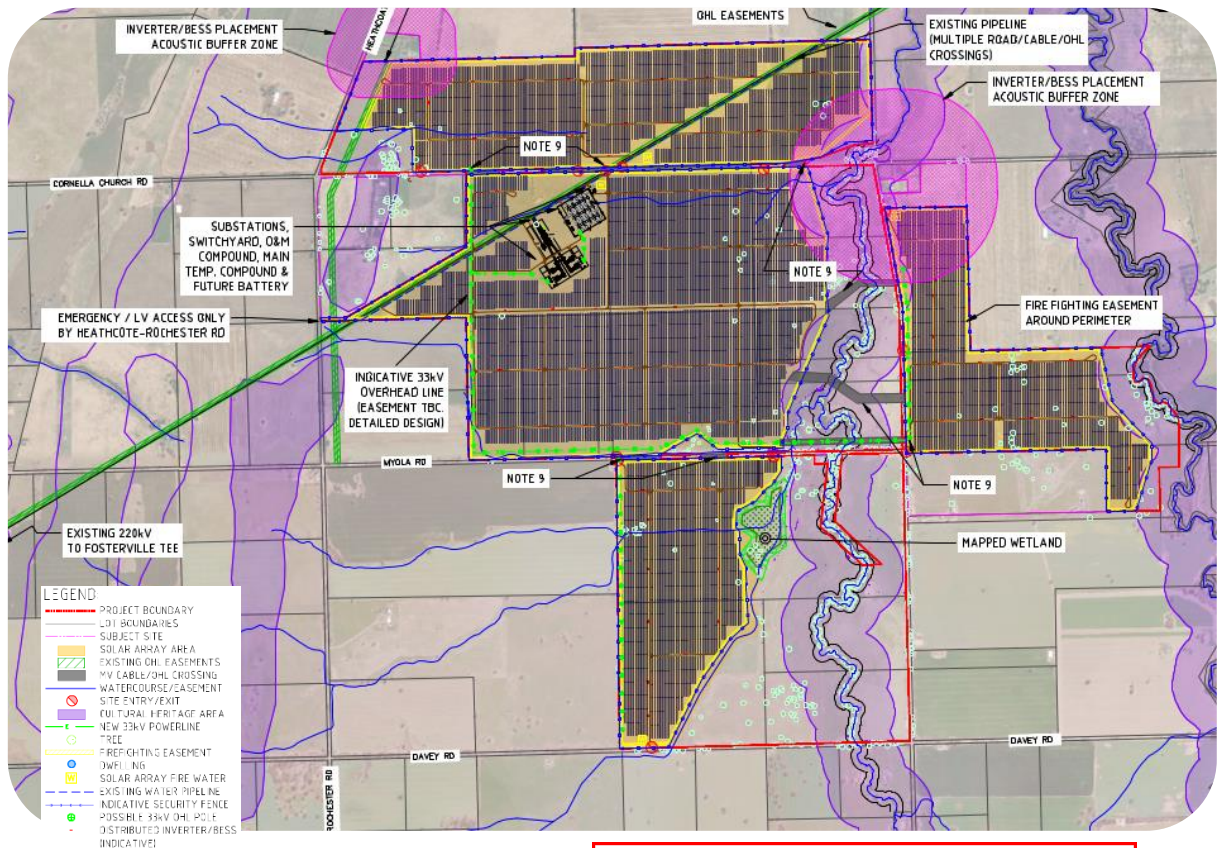 INVERTER/BESS PLACEMENT
ACOUSTIC BUFFER ZONE
OHL EASEMENTS
EXISTING PIPELINE
(MULTIPLE ROAD/CABLE/OHL
CROSSINGS)
INVERTER/BESS PLACEMENT
ACOUSTIC BUFFER ZONE
NOTE 9
CORNELLA CHURCH RD
SUBSTATIONS,
SWITCHYARD, O&M
COMPOUND, MAIN
TEMP. COMPOUND &
FUTURE BATTERY
NOTE 9
EMERGENCY / LV ACCESS ONLY
BY HEATHCOTE-ROCHESTER RD
FIRE FIGHTING EASEMENT
AROUND PERIMETER
INDICATIVE 33kV
OVERHEAD LINE
(EASEMENT TBC.
DETAILED DESIGN)
MYOLA RD
NOTE 9
NOTE 9
EXISTING 220kV
TO FOSTERVILLE TEE
MAPPED WETLAND
DAVEY RD
DAVEY RD
ROCHESTER RD
LEGEND
PROJECT BOUNDARY
LOT BOUNDARIES
SUBJECT SITE
SOLAR ARRAY AREA
EXISTING OHL EASEMENTS
MV CABLE/OHL CROSSING
WATERCOURSE/EASEMENT
SITE ENTRY/EXIT
CULTURAL HERITAGE AREA
NEW 33kV POWERLINE
TREE
FIREFIGHTING EASEMENT
DWELLING
SOLAR ARRAY FIRE WATER
EXISTING WATER PIPELINE
INDICATIVE SECURITY FENCE
POSSIBLE 33kV OHL POLE
DISTRIBUTED INVERTER/BESS
(INDICATIVE)